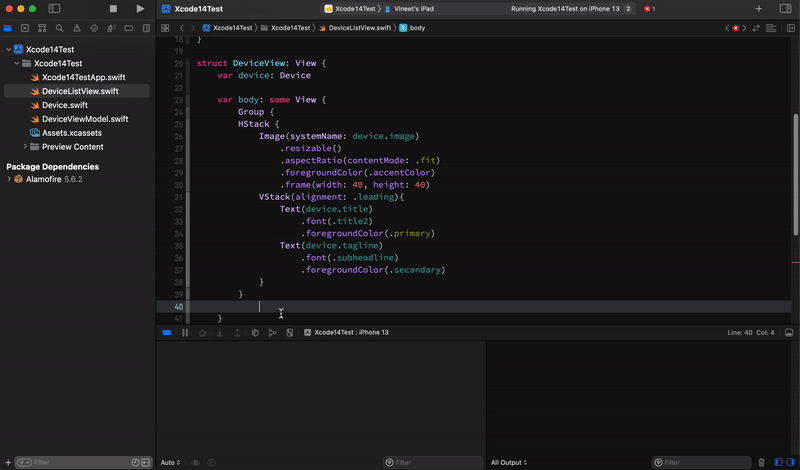 Xcode14Test
Xcode14Test
Vineet's iPad
Running Xcode14Test on iPhone 13
2
1
Xcode14Test
Xcode14Test
Xcode14TestApp.swift
DeviceListView.swift
Device.swift
DeviceViewModel.swift
Assets.xcassets
Preview Content
Package Dependencies
Alamofire 5.6.2
Filter
Xcode14Test
Xcode14Test
DeviceListView.swift
body
18 }
19
20 struct DeviceView: View {
21 var device: Device
22
23 var body: some View {
24 Group {
25 HStack {
26 Image(systemName: device.image)
27 .resizable()
28 .aspectRatio(contentMode: .fit)
29 .foregroundColor(.accentColor)
30 .frame(width: 40, height: 40)
31 VStack(alignment: .leading){
32 Text(device.title)
33 .font(.title2)
34 .foregroundColor(.primary)
35 Text(device.tagline)
36 .font(.subheadline)
37 .foregroundColor(.secondary)
38 }
39 }
40
41 }
Xcode14Test : iPhone 13
Line: 40 Col: 4
Auto
Filter
All Output
Filter